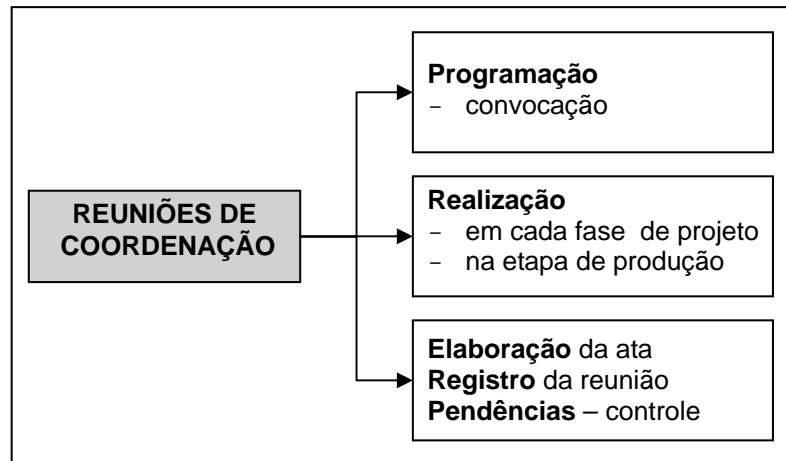 REUNIÕES DE
COORDENAÇÃO
Programação
- convocação
Realização
- em cada fase de projeto
- na etapa de produção
Elaboração da ata
Registro da reunião
Pendências – controle